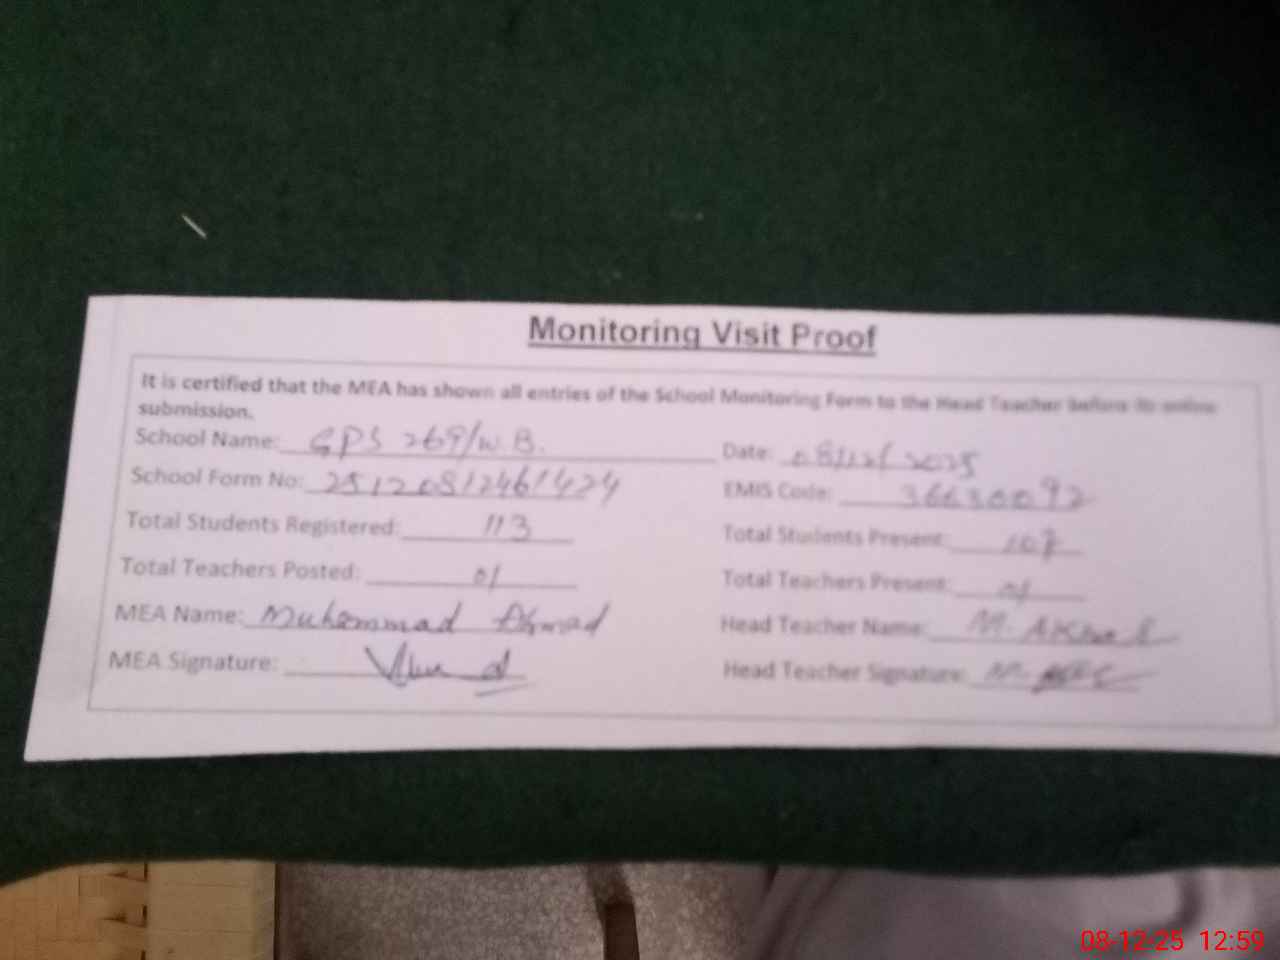 Monitoring Visit Proof
It is certified that the MEA has shown all entries of the School Monitoring Form to the Head Teacher before its online
submission.
School Name: GPS 269/W.B. Date: 08/12/2025
School Form No: 25120812461424 EMIS Code: 36630092
Total Students Registered: 113 Total Students Present: 107
Total Teachers Posted: 01 Total Teachers Present: 01
MEA Name: Muhammad Ahmad Head Teacher Name: M. Akmal
MEA Signature: Head Teacher Signature:
08-12-25 12:59